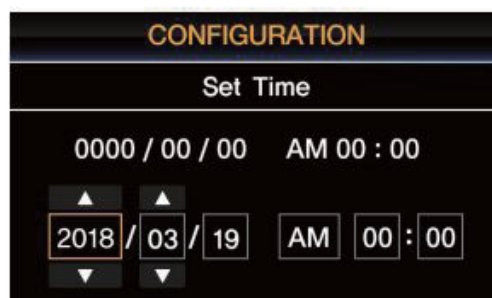 CONFIGURATION
Set Time
0000 / 00 / 00 AM 00 : 00
▲ ▲
2018 / 03 / 19 AM 00 : 00
▼ ▼